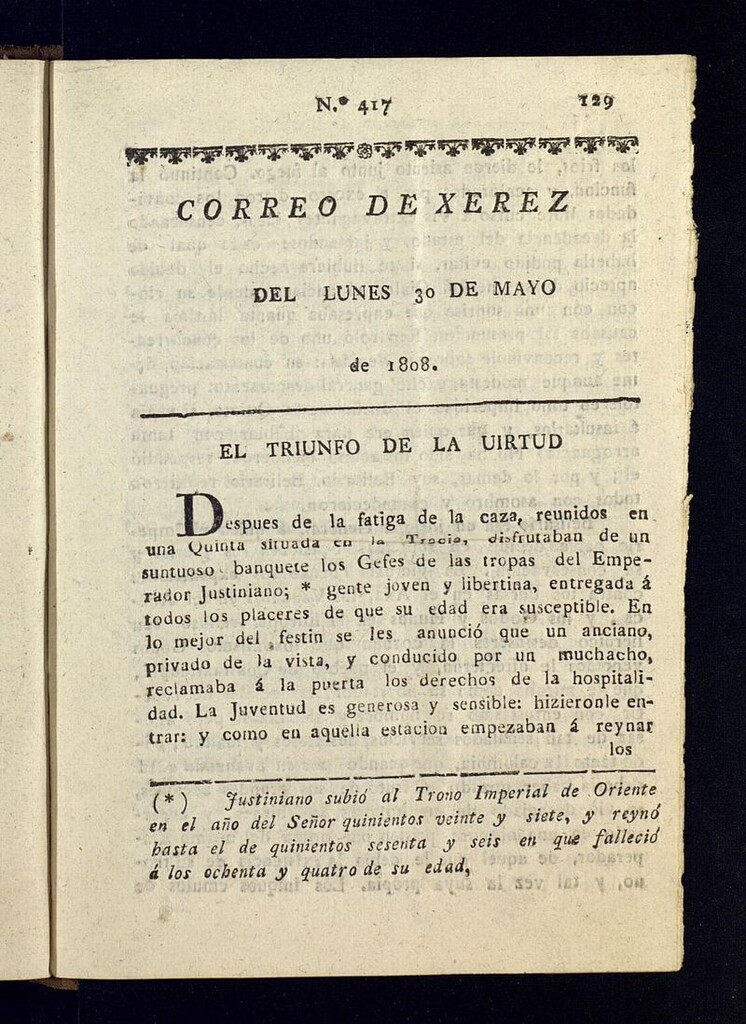 N.º 417 129
CORREO DE XEREZ
DEL LUNES 30 DE MAYO
de 1808.
EL TRIUNFO DE LA UIRTUD
Despues de la fatiga de la caza, reunidos en
una Quinta situada en la Tracia, disfrutaban de un
suntuoso banquete los Gefes de las tropas del Empe-
rador Justiniano; * gente joven y libertina, entregada á
todos los placeres de que su edad era susceptible. En
lo mejor del festin se les anunció que un anciano,
privado de la vista, y conducido por un muchacho,
reclamaba á la puerta los derechos de la hospitali-
dad. La Juventud es generosa y sensible: hizieronle en-
trar: y como en aquella estacion empezaban á reynar
los
(*) Justiniano subió al Trono Imperial de Oriente
en el año del Señor quinientos veinte y siete, y reynó
hasta el de quinientos sesenta y seis en que falleció
á los ochenta y quatro de su edad,